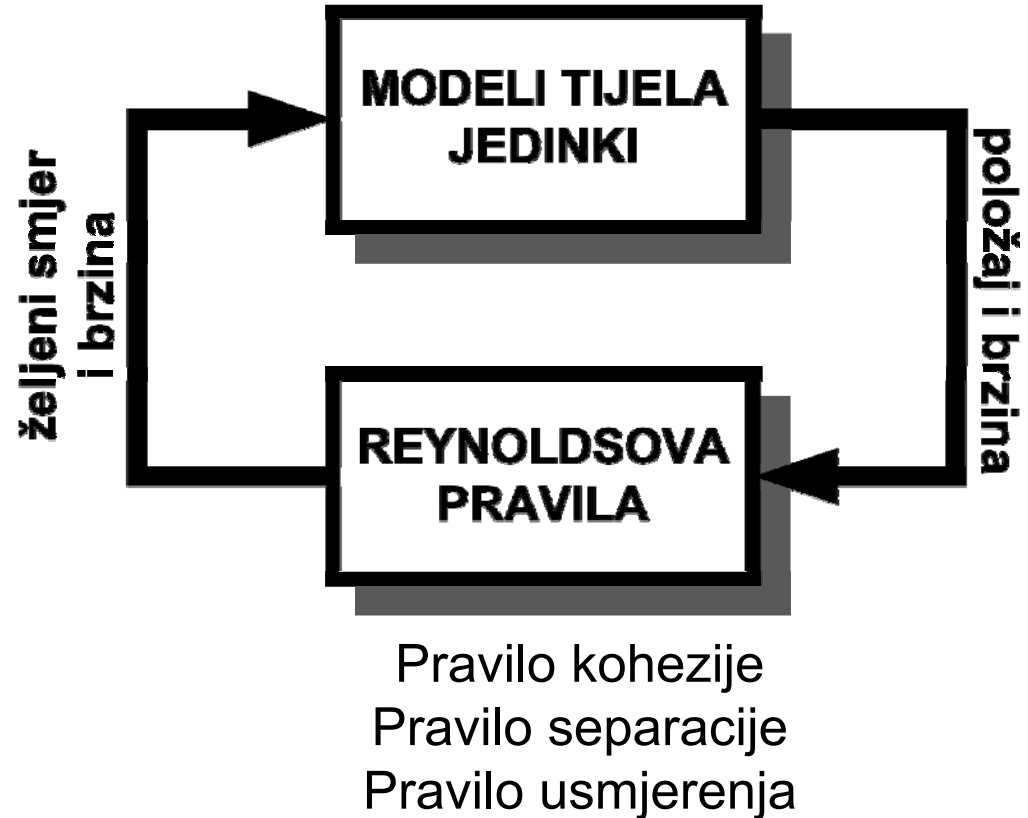 MODELI TIJELA
JEDINKI
željeni smjer
i brzina
položaj i brzina
REYNOLDSOVA
PRAVILA
Pravilo kohezije
Pravilo separacije
Pravilo usmjerenja